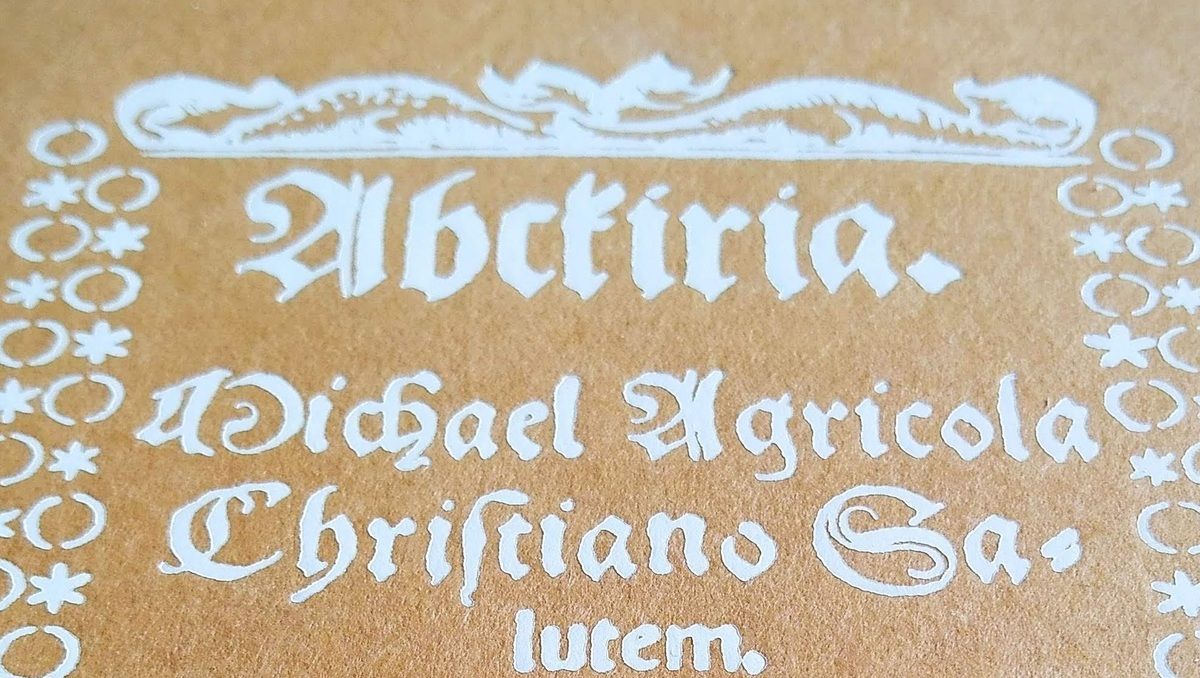 Abckiria.
Michael Agricola
Chriſtiano Sa⸗
lutem.